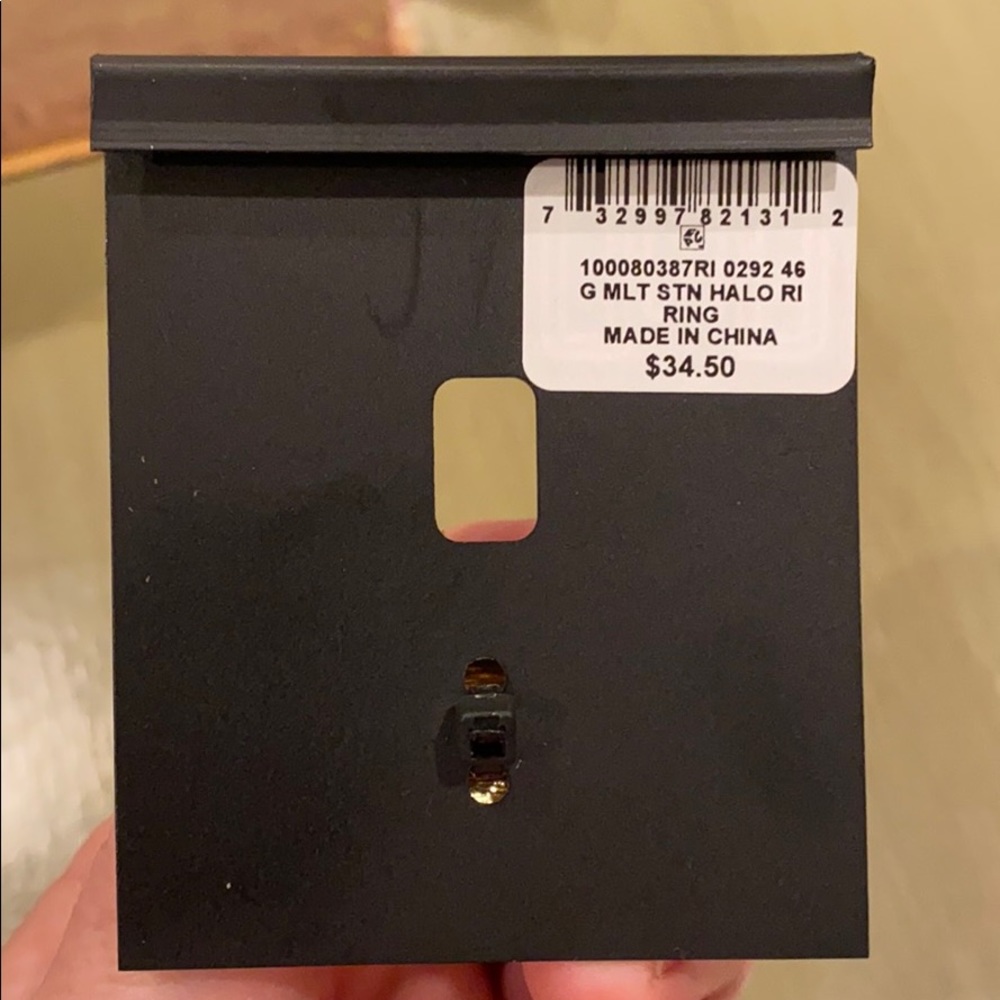 7 32997 82131 2
100080387RI 0292 46
G MLT STN HALO RI
RING
MADE IN CHINA
$34.50